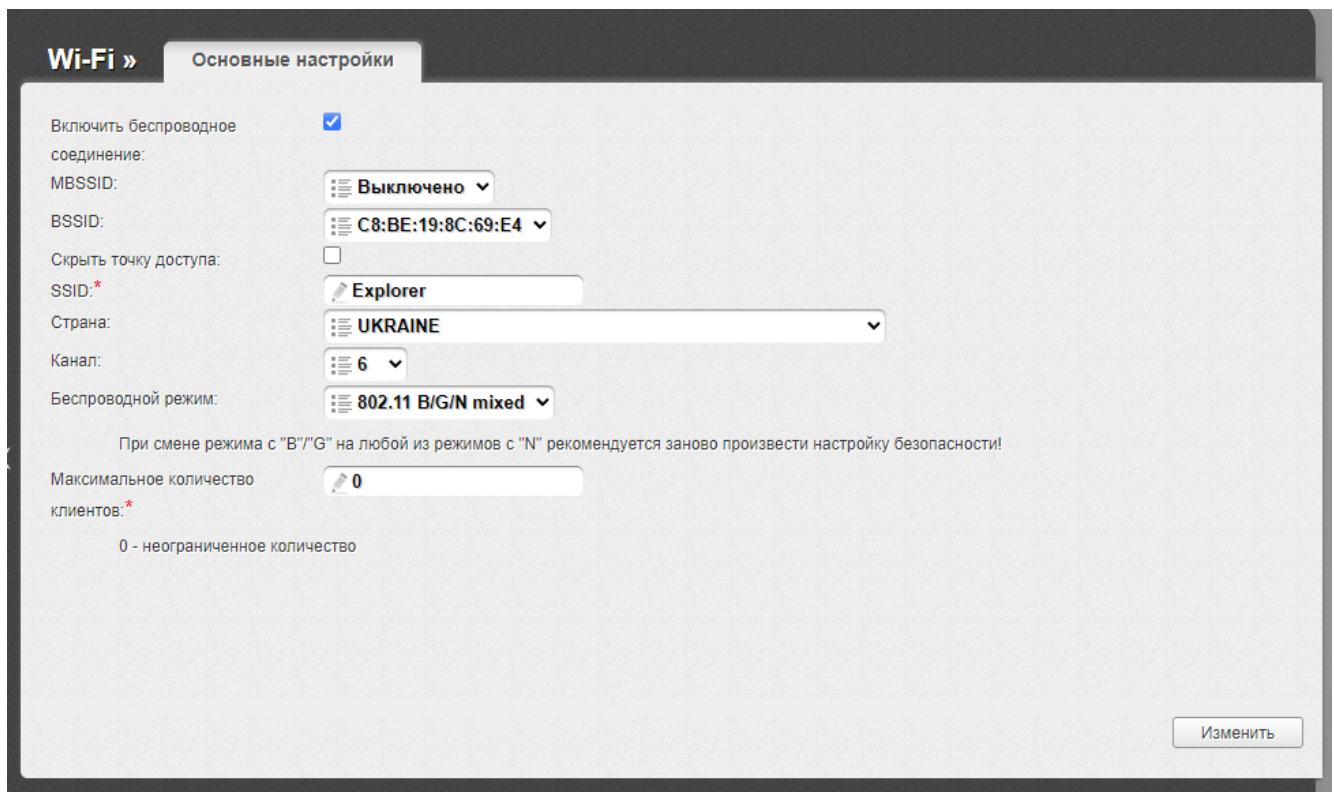 Wi-Fi » Основные настройки
Включить беспроводное
соединение:
MBSSID: Выключено
BSSID: C8:BE:19:8C:69:E4
Скрыть точку доступа:
SSID:* Explorer
Страна: UKRAINE
Канал: 6
Беспроводной режим: 802.11 B/G/N mixed
При смене режима с "B"/"G" на любой из режимов с "N" рекомендуется заново произвести настройку безопасности!
Максимальное количество 0
клиентов:*
0 - неограниченное количество
Изменить